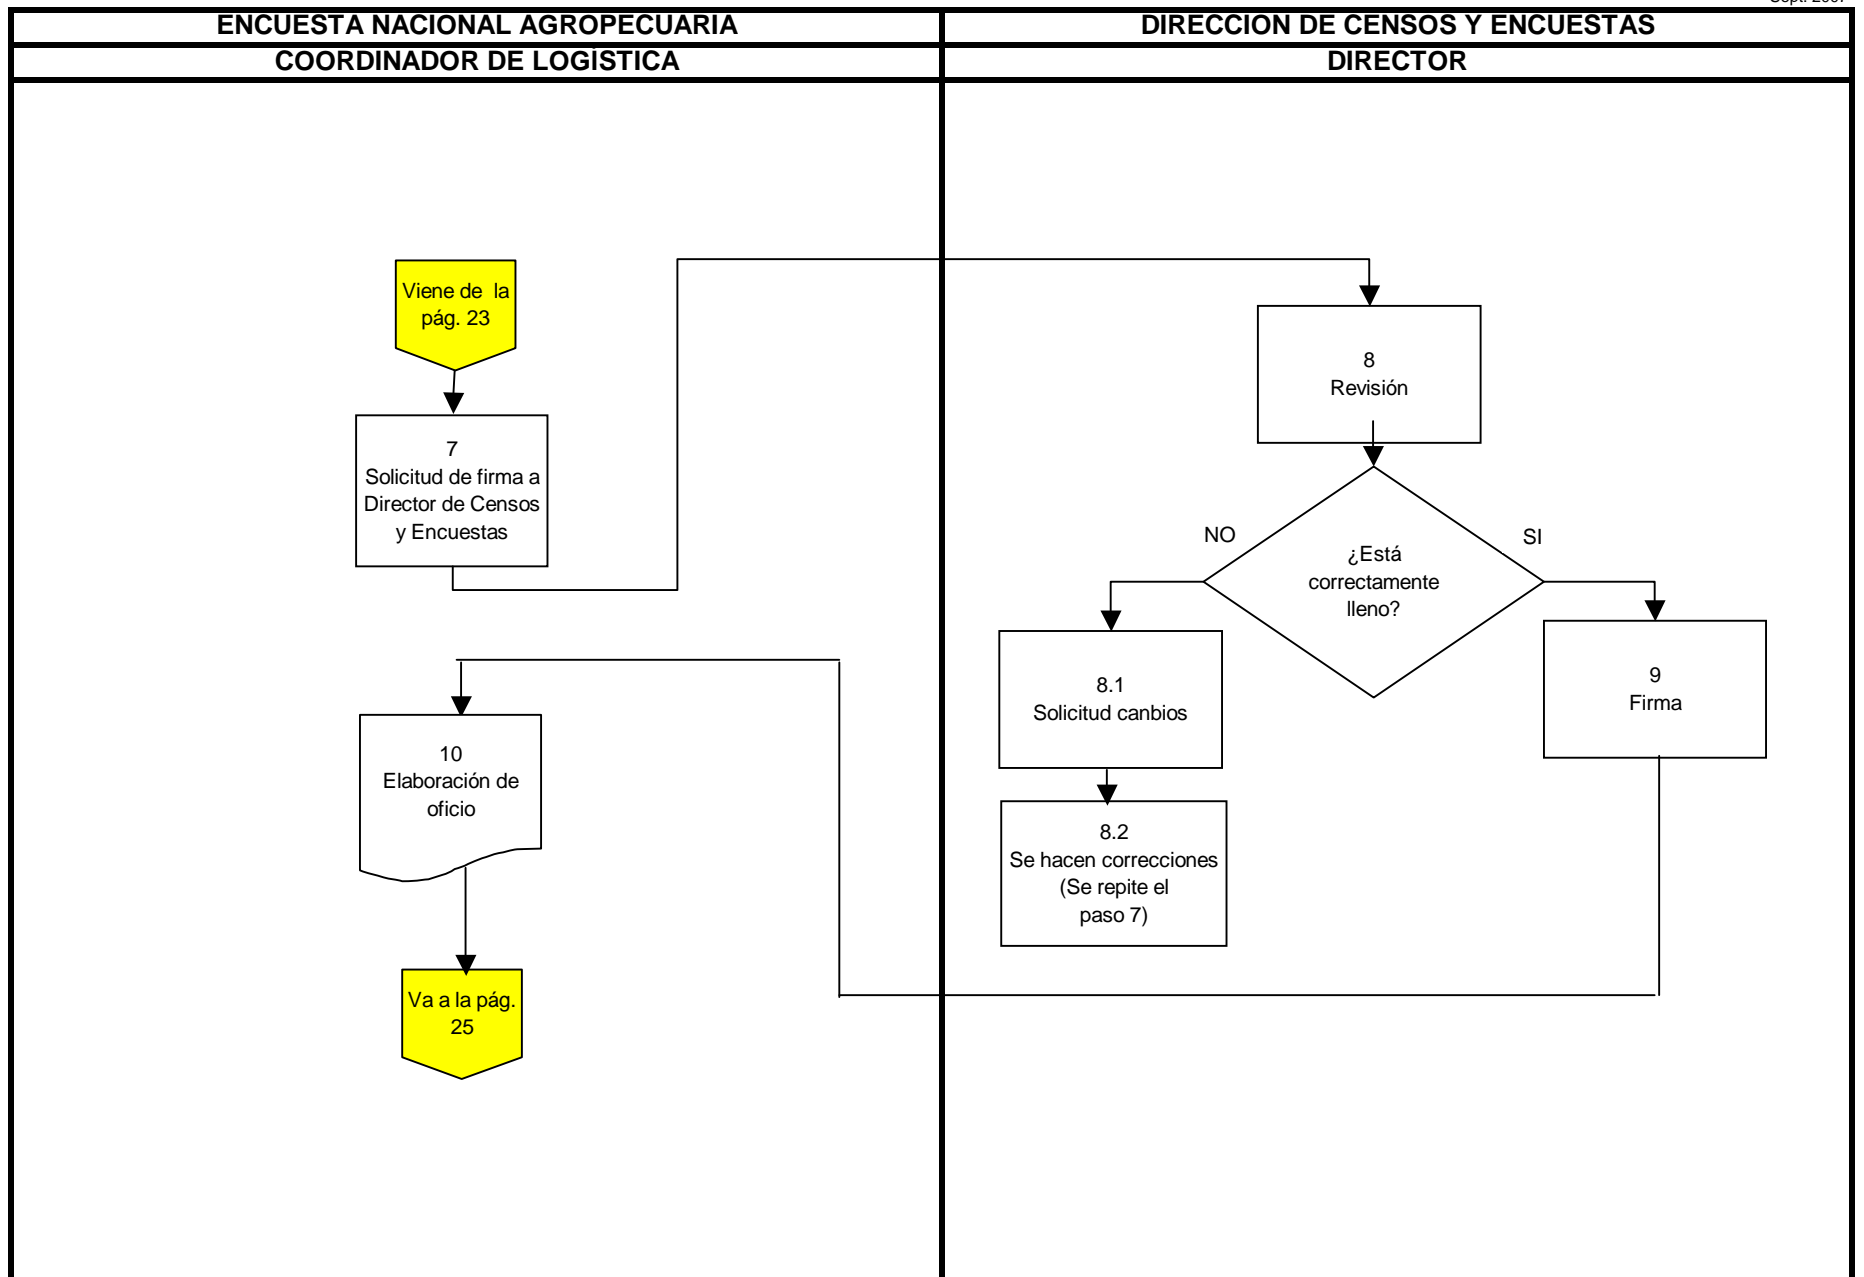 ENCUESTA NACIONAL AGROPECUARIA
DIRECCION DE CENSOS Y ENCUESTAS
COORDINADOR DE LOGÍSTICA
DIRECTOR
Viene de la
pág. 23
7
Solicitud de firma a
Director de Censos
y Encuestas
8
Revisión
¿Está
correctamente
lleno?
NO
SI
8.1
Solicitud canbios
8.2
Se hacen correcciones
(Se repite el
paso 7)
9
Firma
10
Elaboración de
oficio
Va a la pág.
25